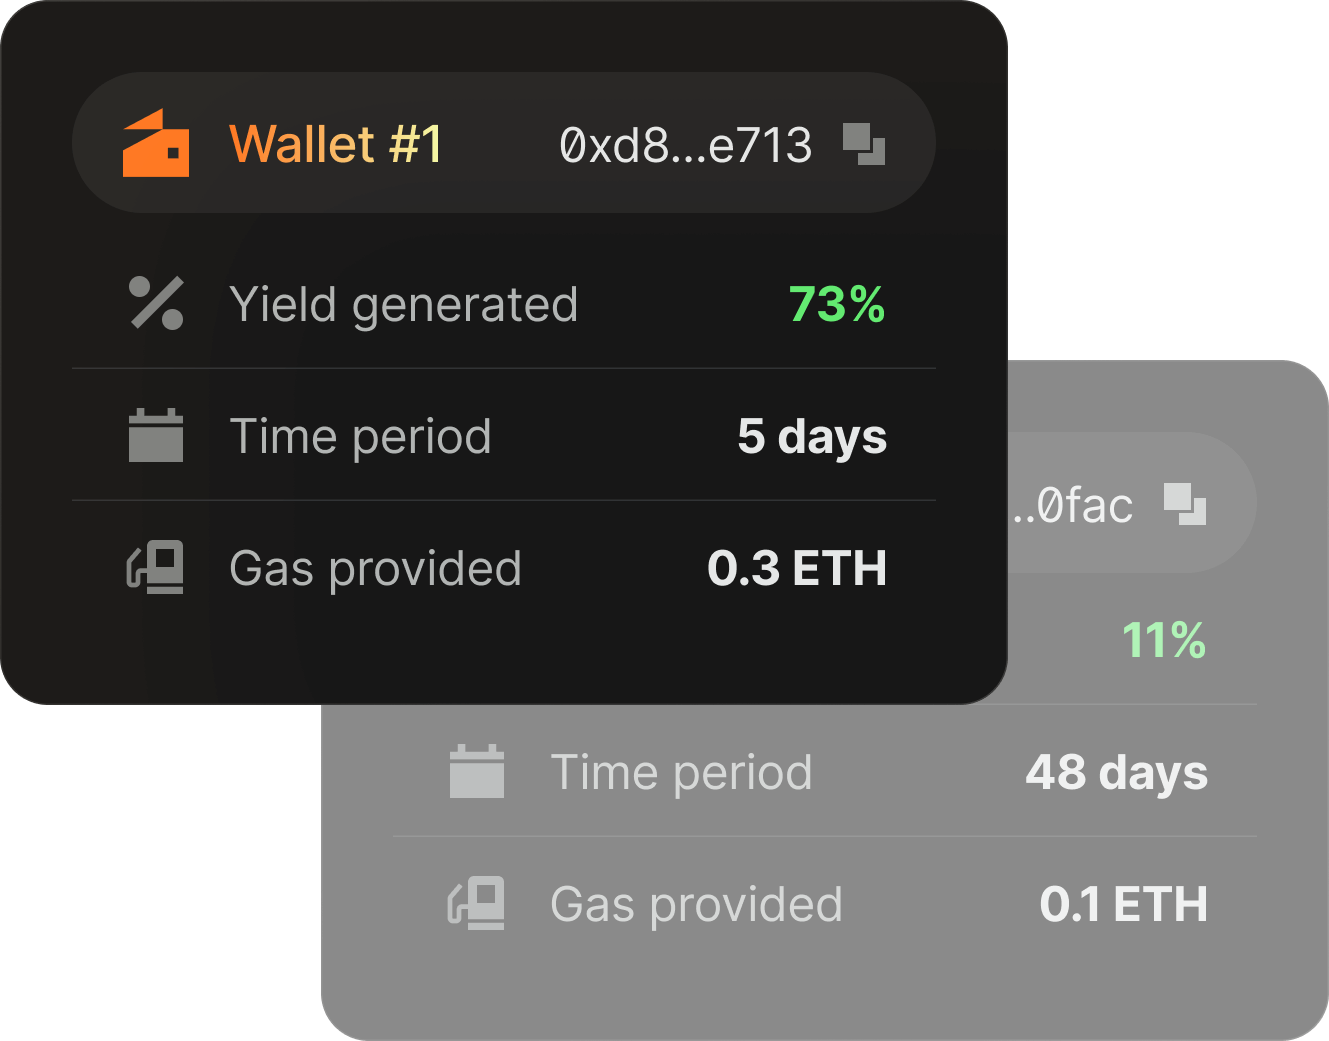 Wallet #1 0xd8...e713
Yield generated 73%
Time period 5 days
Gas provided 0.3 ETH
..0fac
11%
Time period 48 days
Gas provided 0.1 ETH